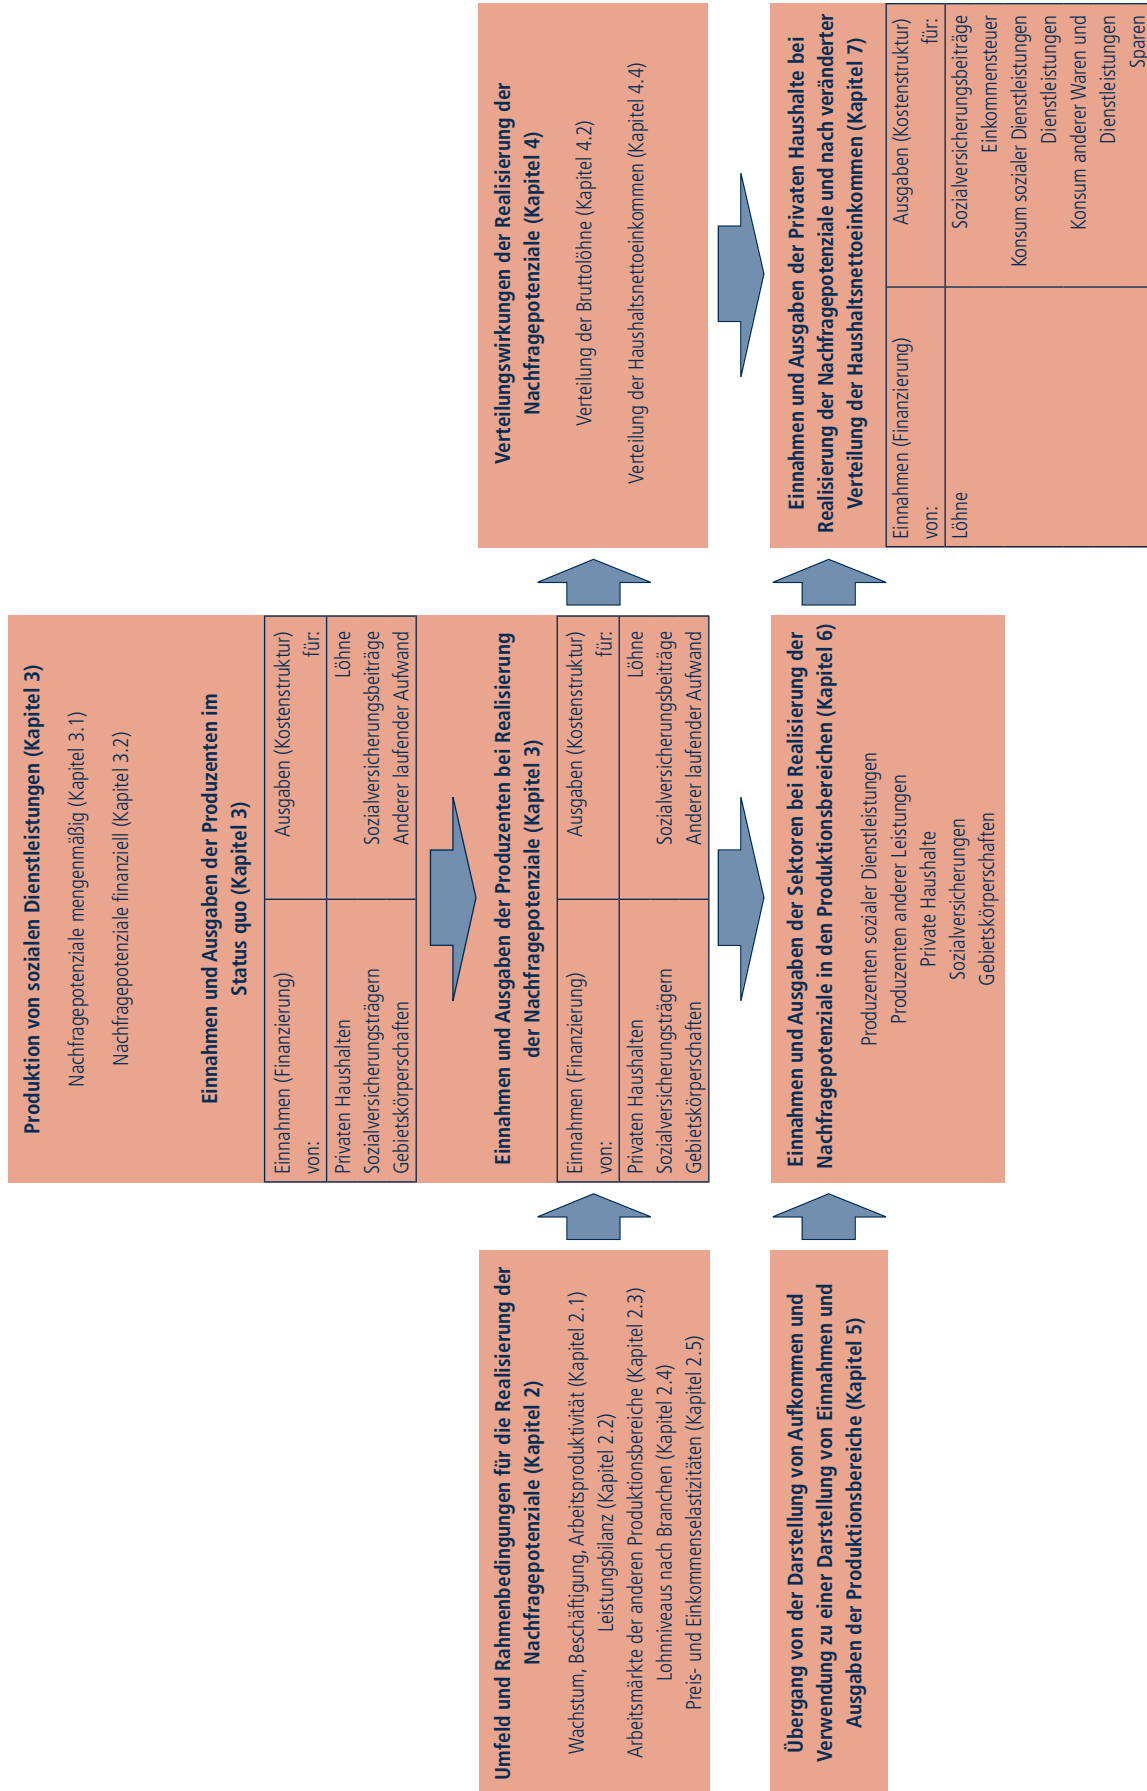 Produktion von sozialen Dienstleistungen (Kapitel 3)
Nachfragepotenziale mengenmäßig (Kapitel 3.1)
Nachfragepotenziale finanziell (Kapitel 3.2)
Einnahmen und Ausgaben der Produzenten im
Status quo (Kapitel 3)
Einnahmen (Finanzierung)
von:
Ausgaben (Kostenstruktur)
für:
Privaten Haushalten
Sozialversicherungsträgern
Gebietskörperschaften
Löhne
Sozialversicherungsbeiträge
Anderer laufender Aufwand
Umfeld und Rahmenbedingungen für die Realisierung der
Nachfragepotenziale (Kapitel 2)
Wachstum, Beschäftigung, Arbeitsproduktivität (Kapitel 2.1)
Leistungsbilanz (Kapitel 2.2)
Arbeitsmärkte der anderen Produktionsbereiche (Kapitel 2.3)
Lohnniveaus nach Branchen (Kapitel 2.4)
Preis- und Einkommenselastizitäten (Kapitel 2.5)
Einnahmen und Ausgaben der Produzenten bei Realisierung
der Nachfragepotenziale (Kapitel 3)
Einnahmen (Finanzierung)
von:
Ausgaben (Kostenstruktur)
für:
Privaten Haushalten
Sozialversicherungsträgern
Gebietskörperschaften
Löhne
Sozialversicherungsbeiträge
Anderer laufender Aufwand
Verteilungswirkungen der Realisierung der
Nachfragepotenziale (Kapitel 4)
Verteilung der Bruttolöhne (Kapitel 4.2)
Verteilung der Haushaltsnettoeinkommen (Kapitel 4.4)
Übergang von der Darstellung von Aufkommen und
Verwendung zu einer Darstellung von Einnahmen und
Ausgaben der Produktionsbereiche (Kapitel 5)
Einnahmen und Ausgaben der Sektoren bei Realisierung der
Nachfragepotenziale in den Produktionsbereichen (Kapitel 6)
Produzenten sozialer Dienstleistungen
Produzenten anderer Leistungen
Private Haushalte
Sozialversicherungen
Gebietskörperschaften
Einnahmen und Ausgaben der Privaten Haushalte bei
Realisierung der Nachfragepotenziale und nach veränderter
Verteilung der Haushaltsnettoeinkommen (Kapitel 7)
Einnahmen (Finanzierung)
von:
Ausgaben (Kostenstruktur)
für:
Löhne
Sozialversicherungsbeiträge
Einkommensteuer
Konsum sozialer Dienstleistungen
Dienstleistungen
Konsum anderer Waren und
Dienstleistungen
Sparen